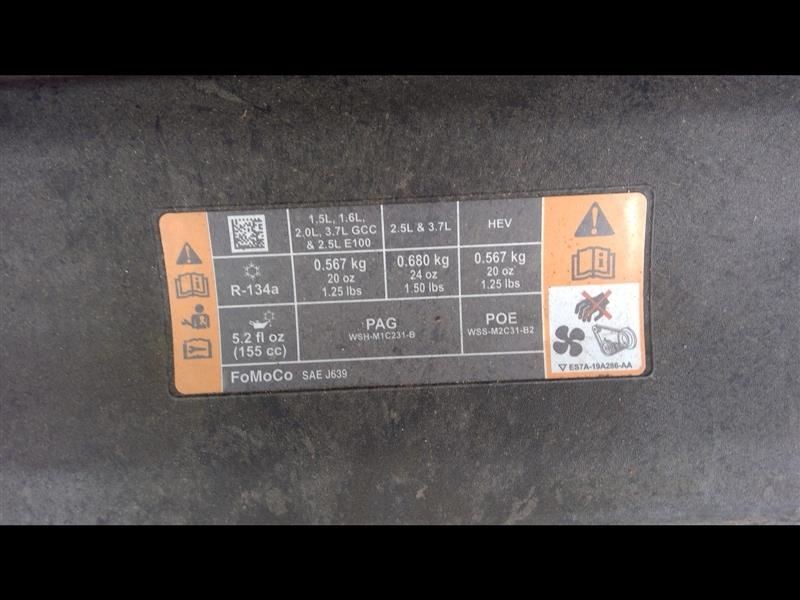 1.5L, 1.6L,
2.0L, 3.7L GCC
& 2.5L E100
2.5L & 3.7L
HEV
R-134a
0.567 kg
20 oz
1.25 lbs
0.680 kg
24 oz
1.50 lbs
0.567 kg
20 oz
1.25 lbs
5.2 fl oz
(155 cc)
PAG
WSH-M1C231-B
POE
WSS-M2C31-B2
FoMoCo SAE J639
ES7A-19A286-AA